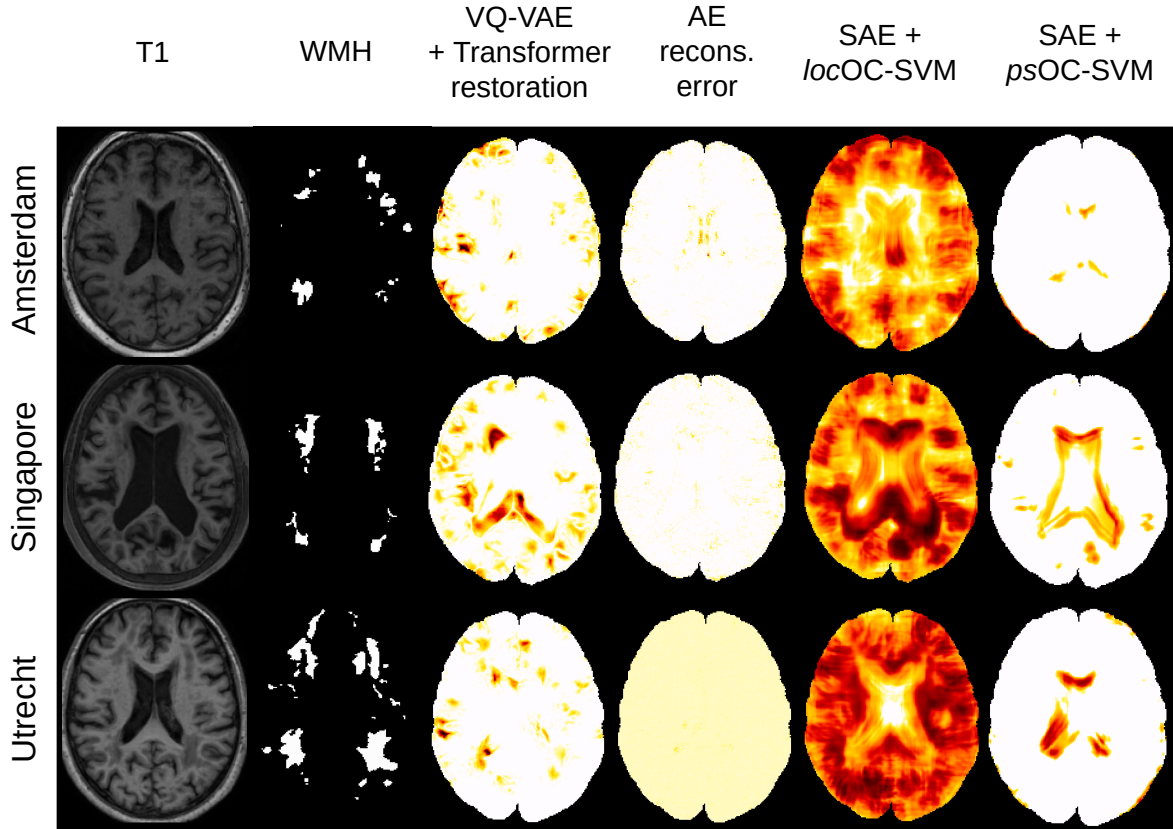 T1
WMH
VQ-VAE
+ Transformer
restoration
AE
recons.
error
SAE +
locOC-SVM
SAE +
psOC-SVM
Amsterdam
Singapore
Utrecht